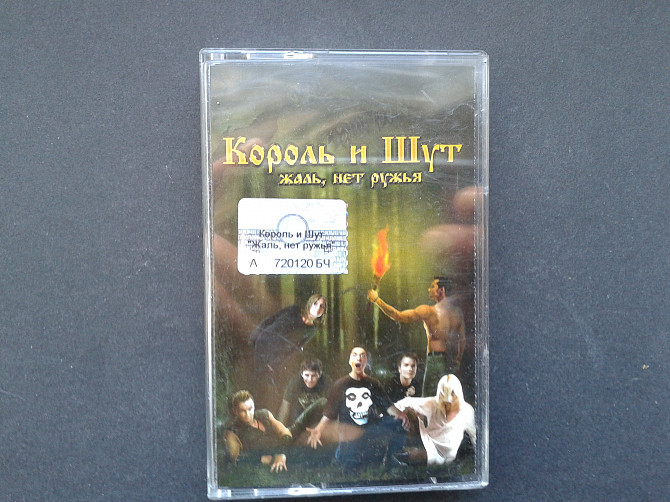 Король и Шут
жаль, нет ружья
Король и Шут
"Жаль, нет ружья"
А 720120 БЧ